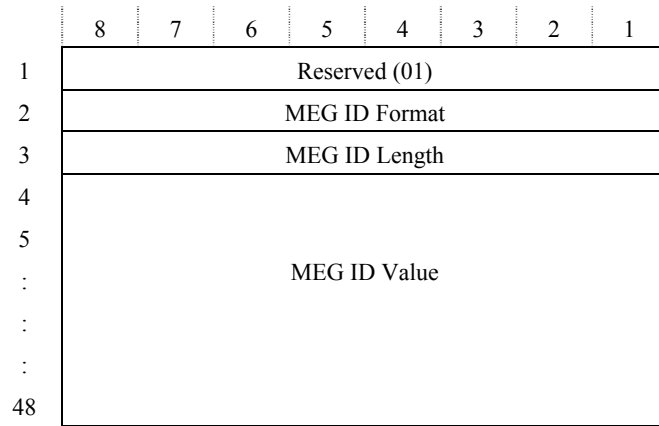 8 7 6 5 4 3 2 1
1 Reserved (01)
2 MEG ID Format
3 MEG ID Length
4
5
: MEG ID Value
:
:
48